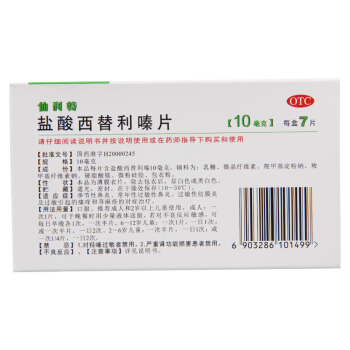 仙利特
OTC
盐酸西替利嗪片
【10毫克】 每盒7片
请仔细阅读说明书并按说明使用或在药师指导下购买和使用
【批准文号】国药准字H20000245
【规 格】10毫克
【成 份】本品每片含盐酸西替利嗪10毫克。辅料为:乳糖、微晶纤维素、羧甲基淀粉钠、羧
【性 状】本品为薄膜衣片，除去包衣后，显白色或类白色。
【贮 藏】遮光，密封，在干燥处保存(10~30℃)。
【适 应 症】季节性鼻炎、常年性过敏性鼻炎、过敏性结膜炎
及过敏引起的瘙痒和荨麻疹的对症治疗。
【用法用量】口服。推荐成人和2岁以上儿童使用。成人：一
次1片，可于晚餐时用少量液体送服，若对不良反应敏感，可
每日早晚各1次，一次半片。6~12岁儿童：一次1片，一日1次；
或一次半片，一日2次。2~6岁儿童：一次半片，一日1次；或
一次1/4片，一日2次。
【禁 忌】1.对羟嗪过敏者禁用。2.严重肾功能损害患者禁用。
【不良反应】、【注意事项】详见说明书。
6 903286 101499